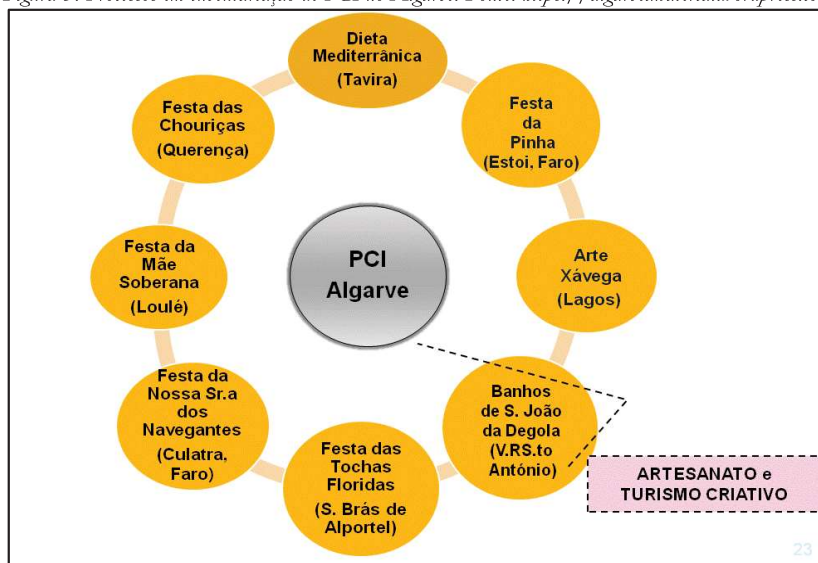 Dieta
Mediterrânica
(Tavira)
Festa
da
Pinha
(Estoi, Faro)
Arte
Xávega
(Lagos)
Banhos
de S. João
da Degola
(V.RS.to
António)
Festa das
Tochas
Floridas
(S. Brás de
Alportel)
Festa da
Nossa Sr.a
dos
Navegantes
(Culatra,
Faro)
Festa da
Mãe
Soberana
(Loulé)
Festa das
Chouriças
(Querença)
PCI
Algarve
ARTESANATO e
TURISMO CRIATIVO
23